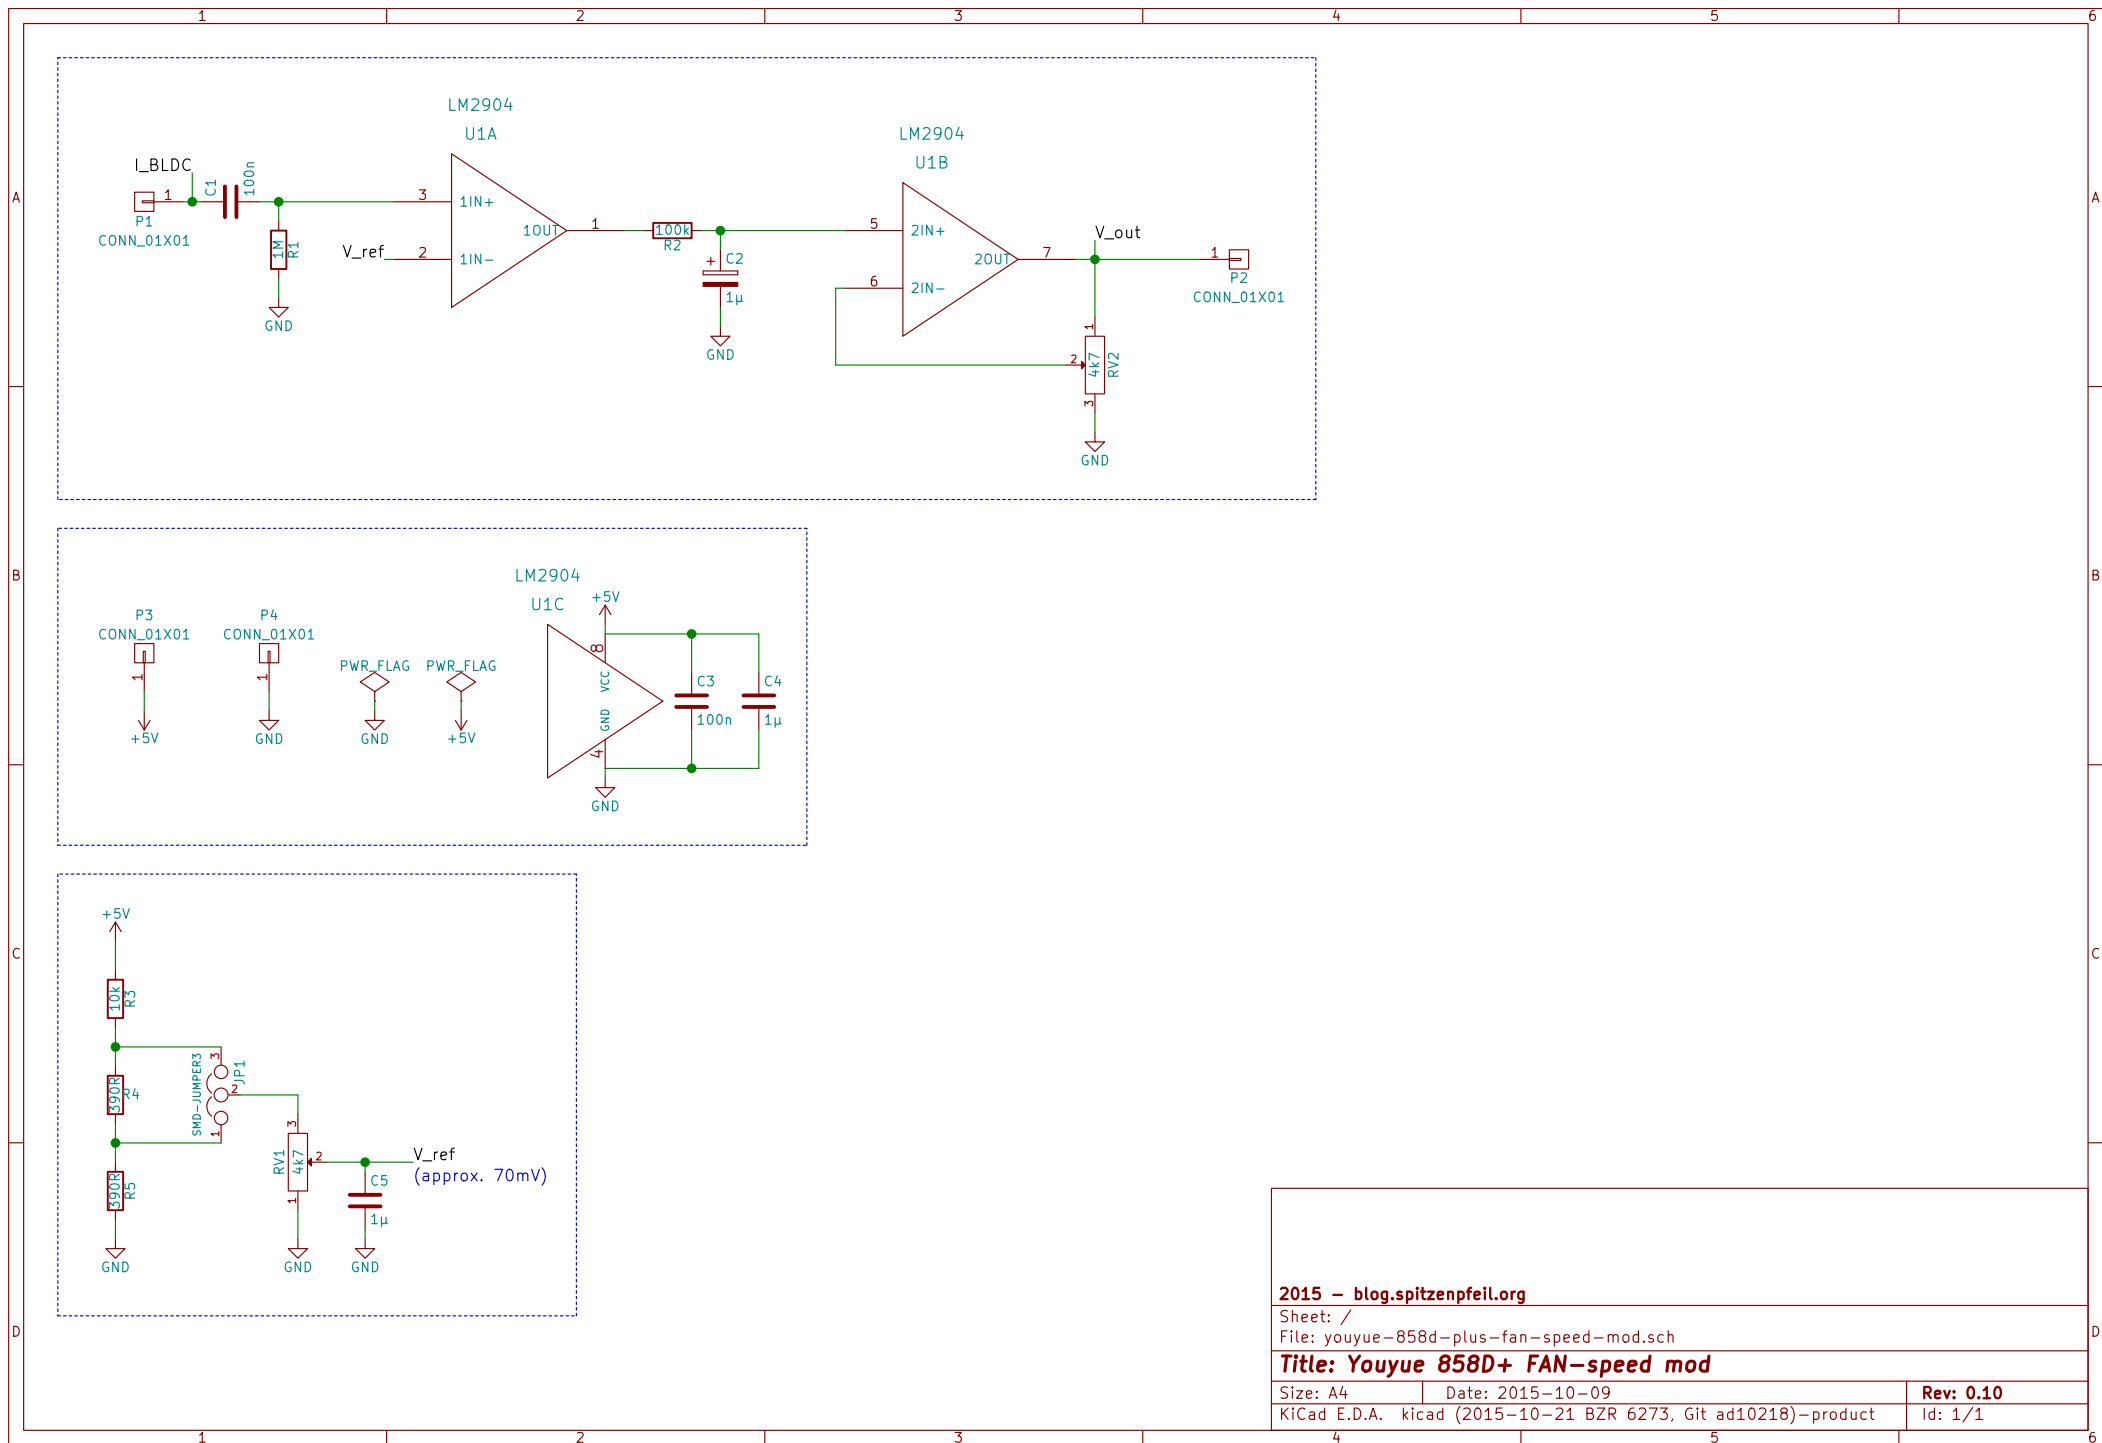 1 2 3 4 5 6
A A
B B
C C
D D
LM2904
U1A
I_BLDC
C1
100n
1
P1
CONN_01X01
1M
R1
GND
V_ref
3
2
1IN+
1IN-
1OUT
1
100k
R2
+
C2
1µ
GND
LM2904
U1B
5
6
2IN+
2IN-
2OUT
7
V_out
1
P2
CONN_01X01
1
2
3
4k7
RV2
GND
P3
CONN_01X01
1
+5V
P4
CONN_01X01
1
GND
PWR_FLAG
GND
PWR_FLAG
+5V
LM2904
U1C
+5V
8
VCC
GND
4
GND
C3
100n
C4
1µ
+5V
10k
R3
390R
R4
390R
R5
GND
SMD-JUMPER3
JP1
3
2
1
RV1
4k7
3
2
1
GND
V_ref
(approx. 70mV)
C5
1µ
GND
2015 - blog.spitzenpfeil.org
Sheet: /
File: youyue-858d-plus-fan-speed-mod.sch
Title: Youyue 858D+ FAN-speed mod
Size: A4 Date: 2015-10-09 Rev: 0.10
KiCad E.D.A. kicad (2015-10-21 BZR 6273, Git ad10218)-product Id: 1/1
1 2 3 4 5 6